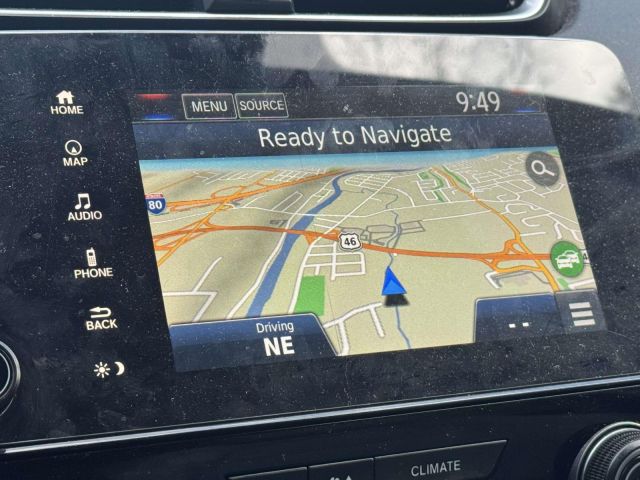 MENU SOURCE 9:49
HOME
Ready to Navigate
MAP
80
AUDIO
46
PHONE
BACK
Driving
NE
--
CLIMATE